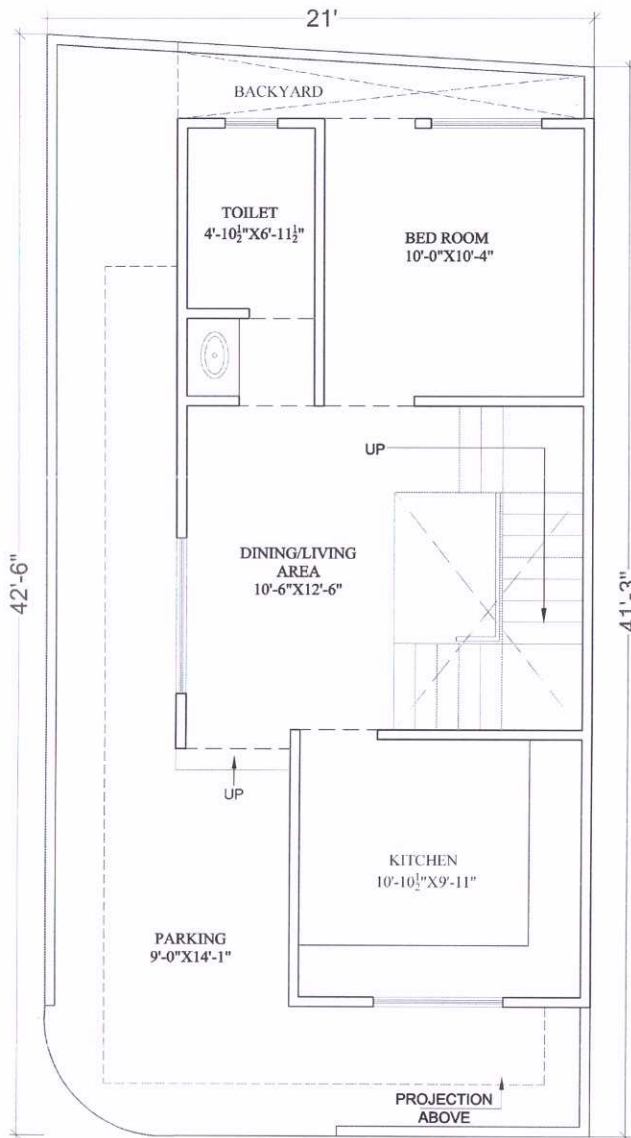 21'
BACKYARD
TOILET
4'-10½"X6'-11½"
BED ROOM
10'-0"X10'-4"
UP
42'-6"
DINING/LIVING
AREA
10'-6"X12'-6"
41'-3"
UP
KITCHEN
10'-10½"X9'-11"
PARKING
9'-0"X14'-1"
PROJECTION
ABOVE